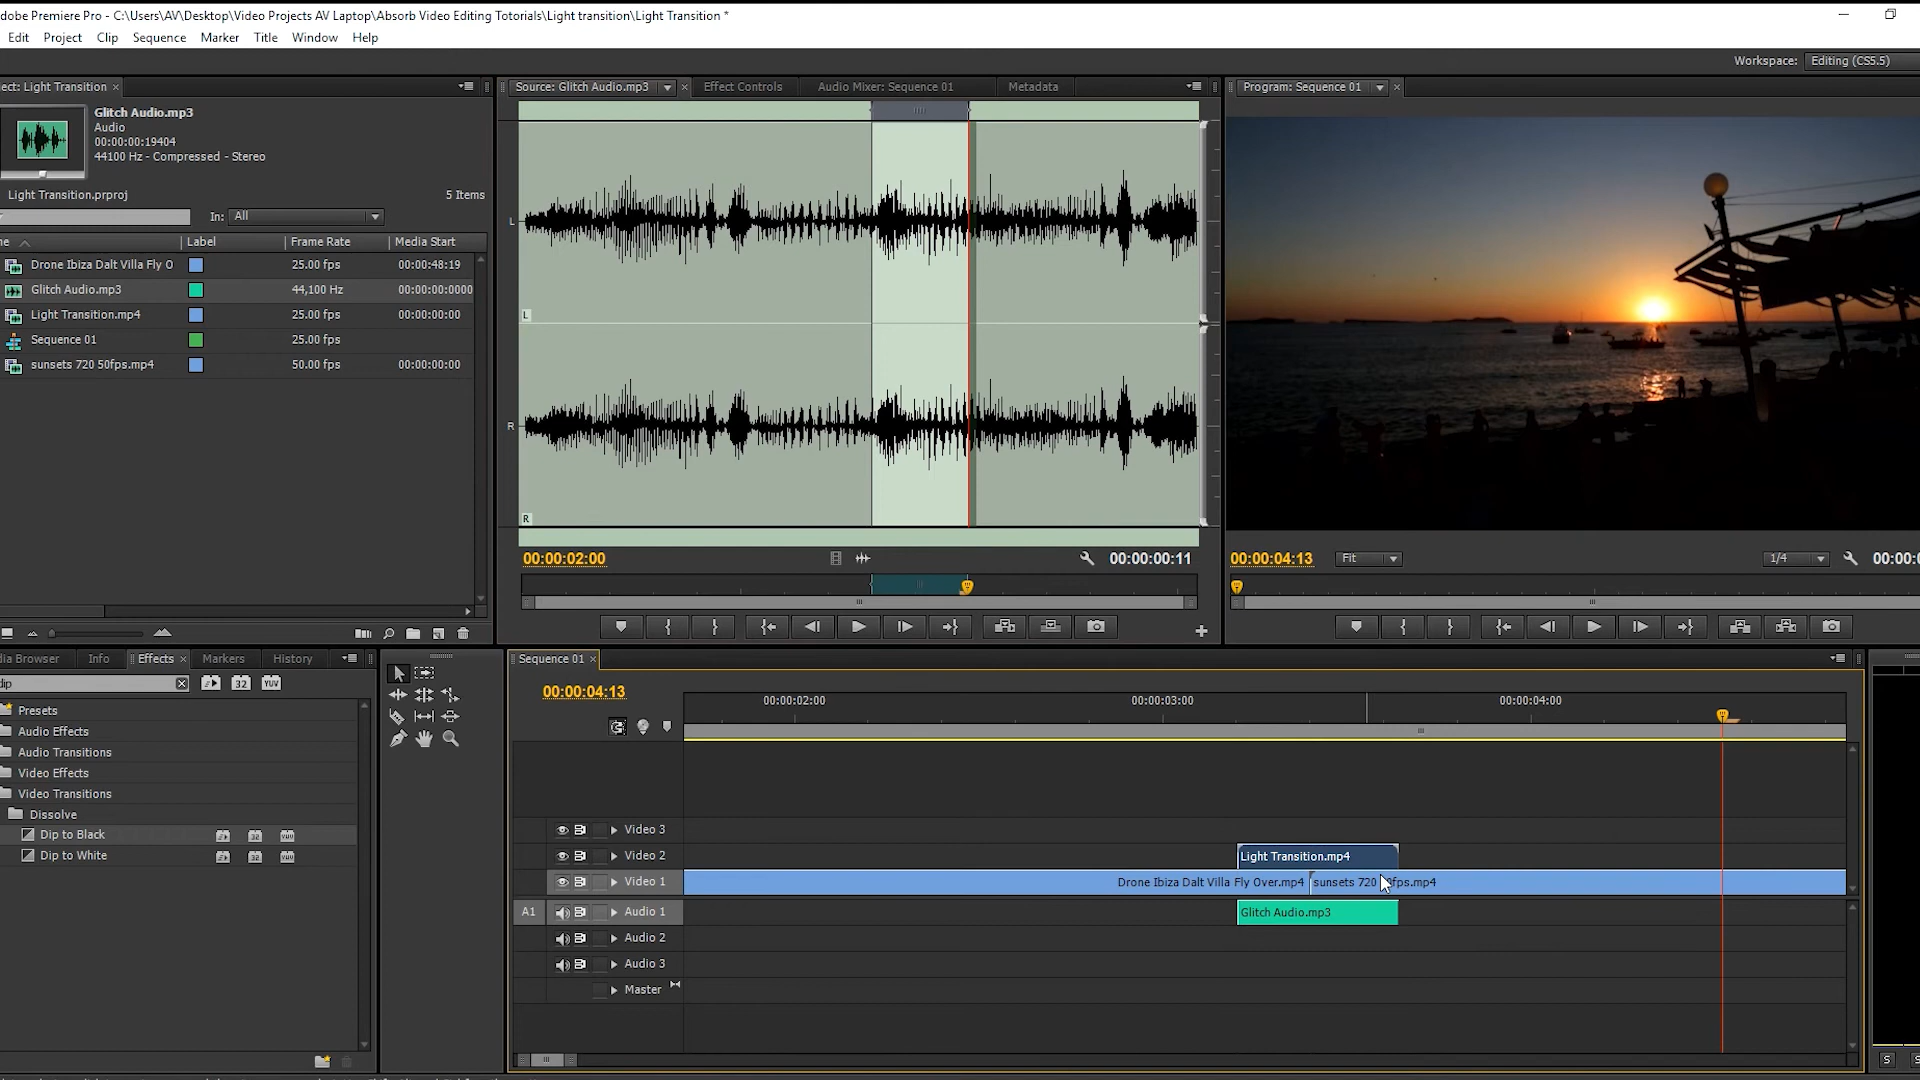 dobe Premiere Pro - C:\Users\AV\Desktop\Video Projects AV Laptop\Absorb Video Editing Totorials\Light transition\Light Transition *
Edit Project Clip Sequence Marker Title Window Help
Workspace: Editing (CS5.5)
ect: Light Transition ×
Source: Glitch Audio.mp3 Effect Controls Audio Mixer: Sequence 01 Metadata
Program: Sequence 01
Glitch Audio.mp3
Audio
00:00:00:19404
44100 Hz - Compressed - Stereo
Light Transition.prproj 5 Items
In: All
ne Label Frame Rate Media Start
Drone Ibiza Dalt Villa Fly O 25.00 fps 00:00:48:19
Glitch Audio.mp3 44,100 Hz 00:00:00:0000
Light Transition.mp4 25.00 fps 00:00:00:00
Sequence 01 25.00 fps
sunsets 720 50fps.mp4 50.00 fps 00:00:00:00
L
L
R
R
00:00:02:00 00:00:00:11
00:00:04:13 Fit 1/4 00:00:0
dia Browser Info Effects × Markers History
dip
32 YUV
Presets
Audio Effects
Audio Transitions
Video Effects
Video Transitions
Dissolve
Dip to Black
Dip to White
Sequence 01 ×
00:00:04:13
00:00:02:00 00:00:03:00 00:00:04:00
Video 3
Video 2 Light Transition.mp4
Video 1 Drone Ibiza Dalt Villa Fly Over.mp4 sunsets 720 fps.mp4
A1 Audio 1 Glitch Audio.mp3
Audio 2
Audio 3
Master
S S